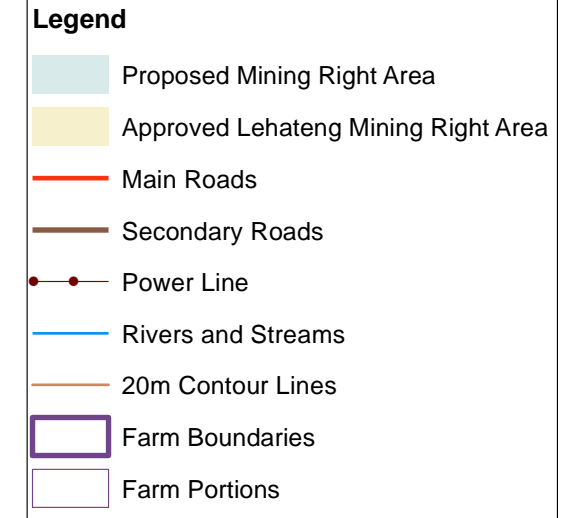 Legend
Proposed Mining Right Area
Approved Lehateng Mining Right Area
Main Roads
Secondary Roads
Power Line
Rivers and Streams
20m Contour Lines
Farm Boundaries
Farm Portions